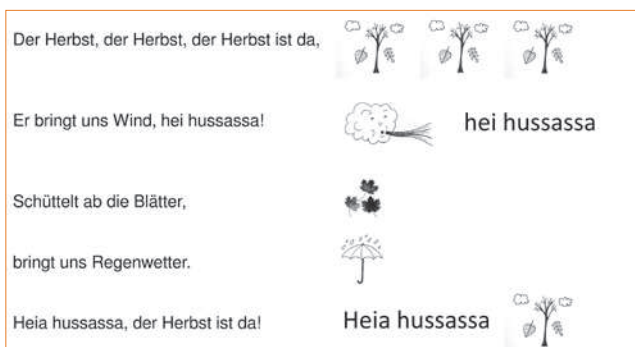 Der Herbst, der Herbst, der Herbst ist da,
Er bringt uns Wind, hei hussassa! hei hussassa
Schüttelt ab die Blätter,
bringt uns Regenwetter.
Heia hussassa, der Herbst ist da! Heia hussassa